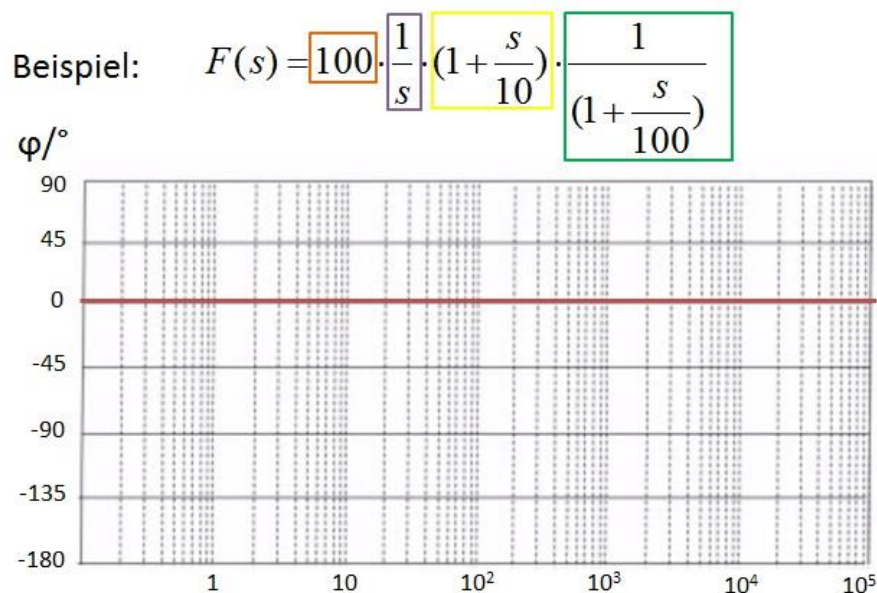 Beispiel: F(s) = 100 · 1/s · (1 + s/10) · 1/(1 + s/100)
φ/°
90
45
0
-45
-90
-135
-180
1 10 10² 10³ 10⁴ 10⁵